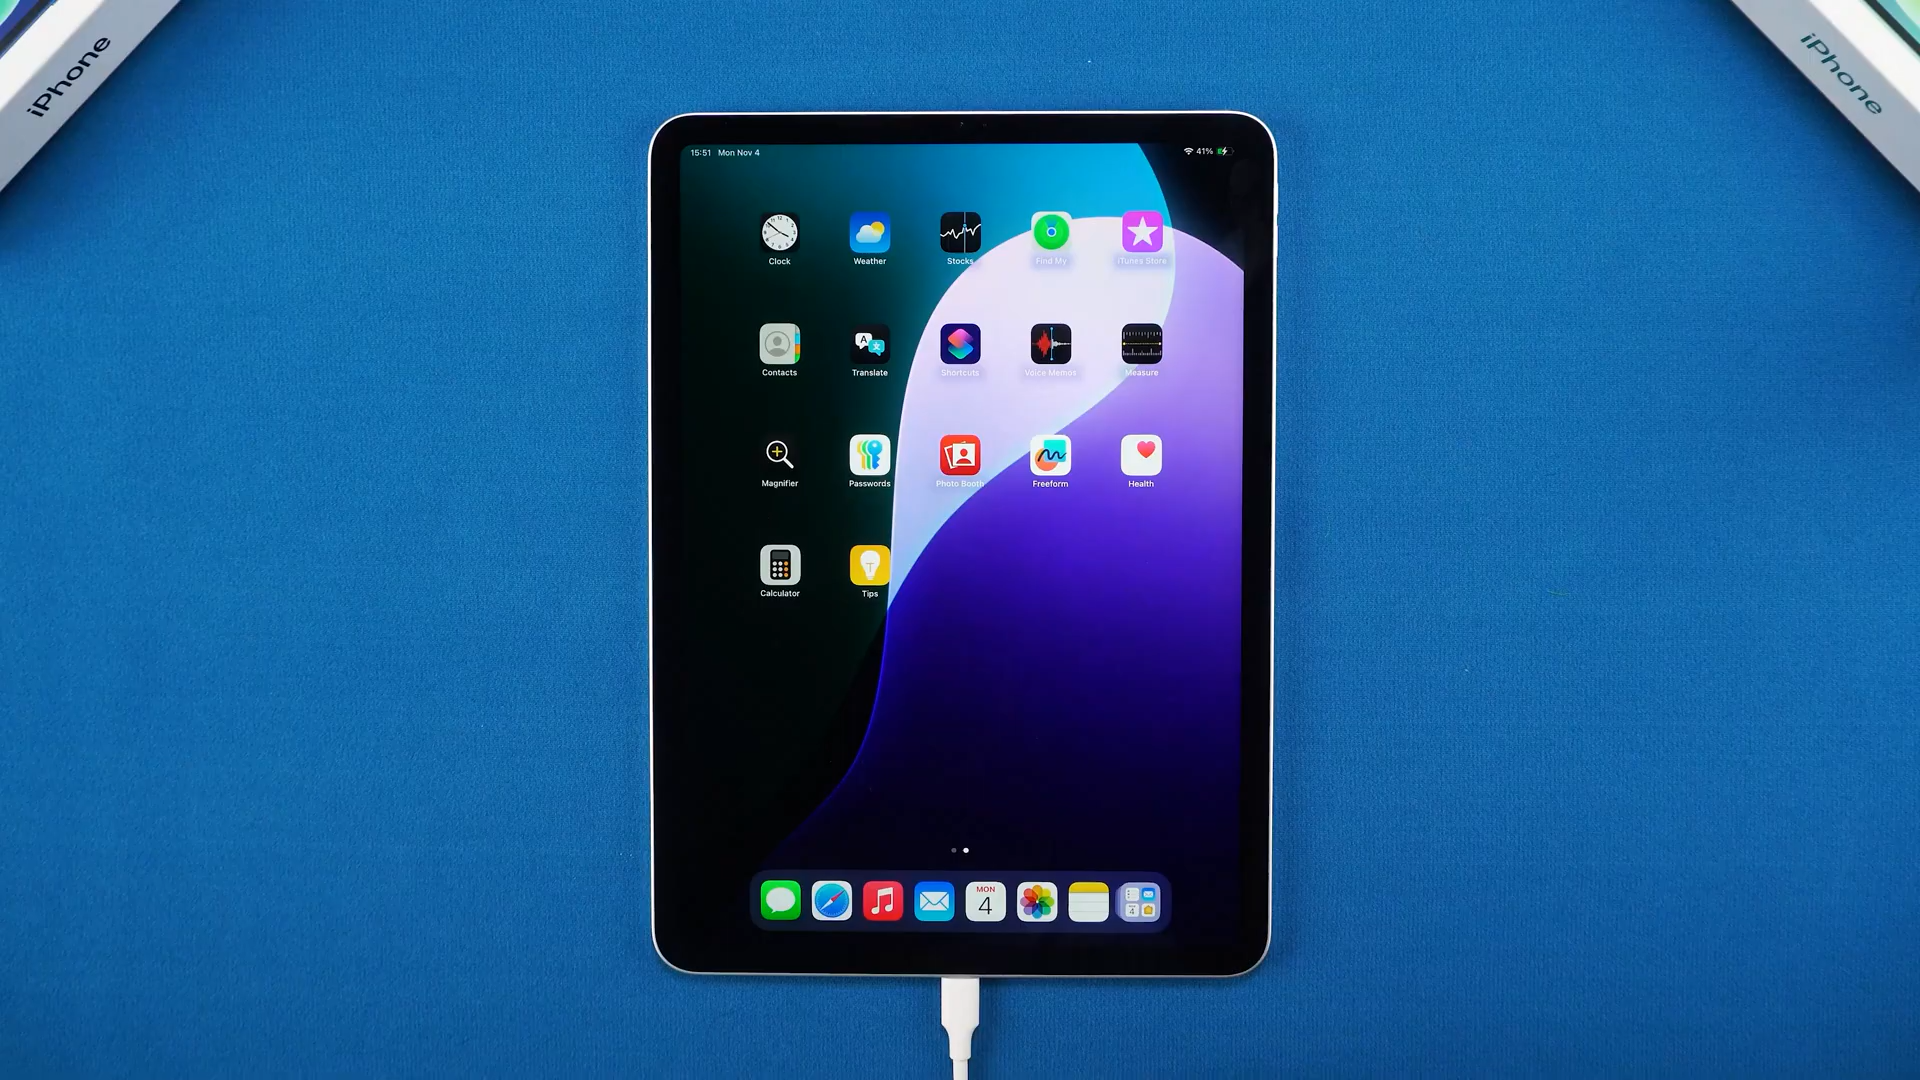 iPhone
iPhone
15:51 Mon Nov 4
41%
Clock
Weather
Stocks
Find My
iTunes Store
Contacts
Translate
Shortcuts
Voice Memos
Measure
Magnifier
Passwords
Photo Booth
Freeform
Health
Calculator
Tips
MON
4